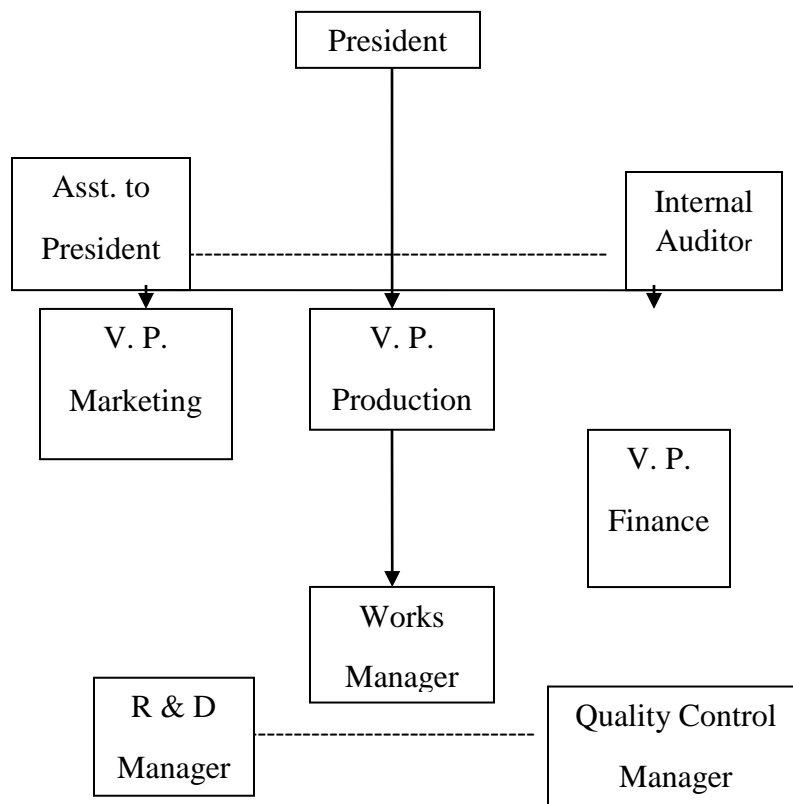 President
Asst. to
President
Internal
Auditor
V. P.
Marketing
V. P.
Production
V. P.
Finance
Works
Manager
R & D
Manager
Quality Control
Manager